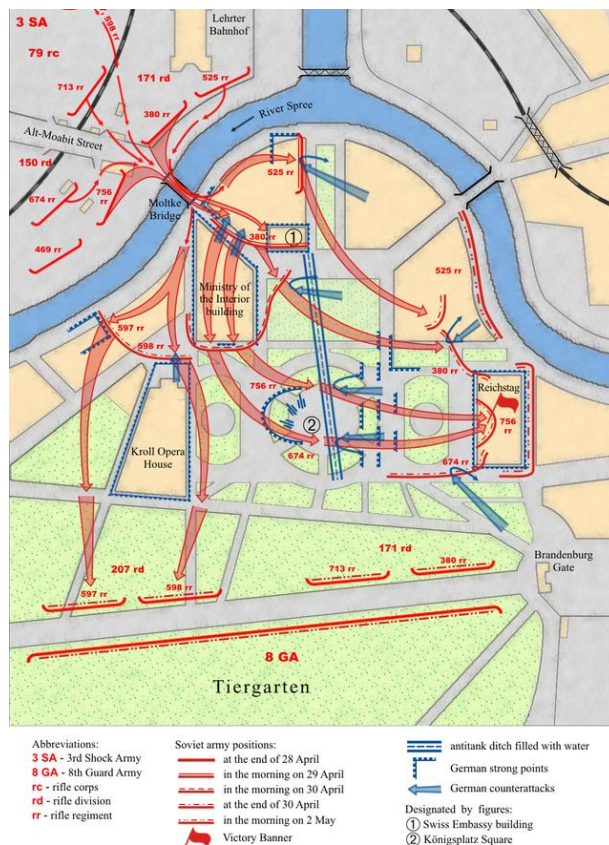 3 SA
79 rc
598 rr
713 rr
171 rd
380 rr
525 rr
Lehrter
Bahnhof
Alt-Moabit Street
River Spree
150 rd
674 rr
756
rr
469 rr
Moltke
Bridge
525 rr
380 rr
1
Ministry of
the Interior
building
525 rr
597 rr
598 rr
756 rr
380 rr
Reichstag
756
rr
2
674 rr
674 rr
Kroll Opera
House
Brandenburg
Gate
207 rd
597 rr
598 rr
171 rd
713 rr
380 rr
8 GA
Tiergarten
Abbreviations:
3 SA - 3rd Shock Army
8 GA - 8th Guard Army
rc - rifle corps
rd - rifle division
rr - rifle regiment
Soviet army positions:
at the end of 28 April
in the morning on 29 April
in the morning on 30 April
at the end of 30 April
in the morning on 2 May
Victory Banner
antitank ditch filled with water
German strong points
German counterattacks
Designated by figures:
1 Swiss Embassy building
2 Königsplatz Square